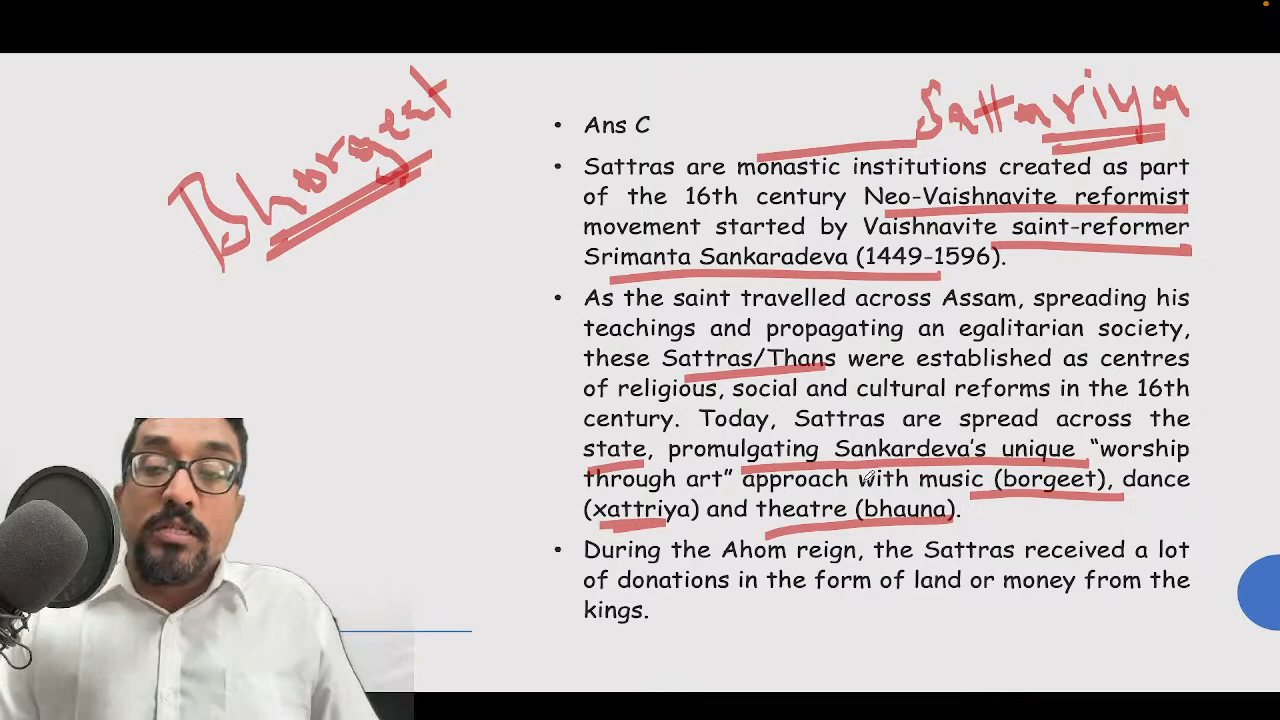 Bhorgeet
Sattariya
• Ans C
• Sattras are monastic institutions created as part
of the 16th century Neo-Vaishnavite reformist
movement started by Vaishnavite saint-reformer
Srimanta Sankaradeva (1449-1596).
• As the saint travelled across Assam, spreading his
teachings and propagating an egalitarian society,
these Sattras/Thans were established as centres
of religious, social and cultural reforms in the 16th
century. Today, Sattras are spread across the
state, promulgating Sankardeva's unique "worship
through art" approach with music (borgeet), dance
(xattriya) and theatre (bhauna).
• During the Ahom reign, the Sattras received a lot
of donations in the form of land or money from the
kings.